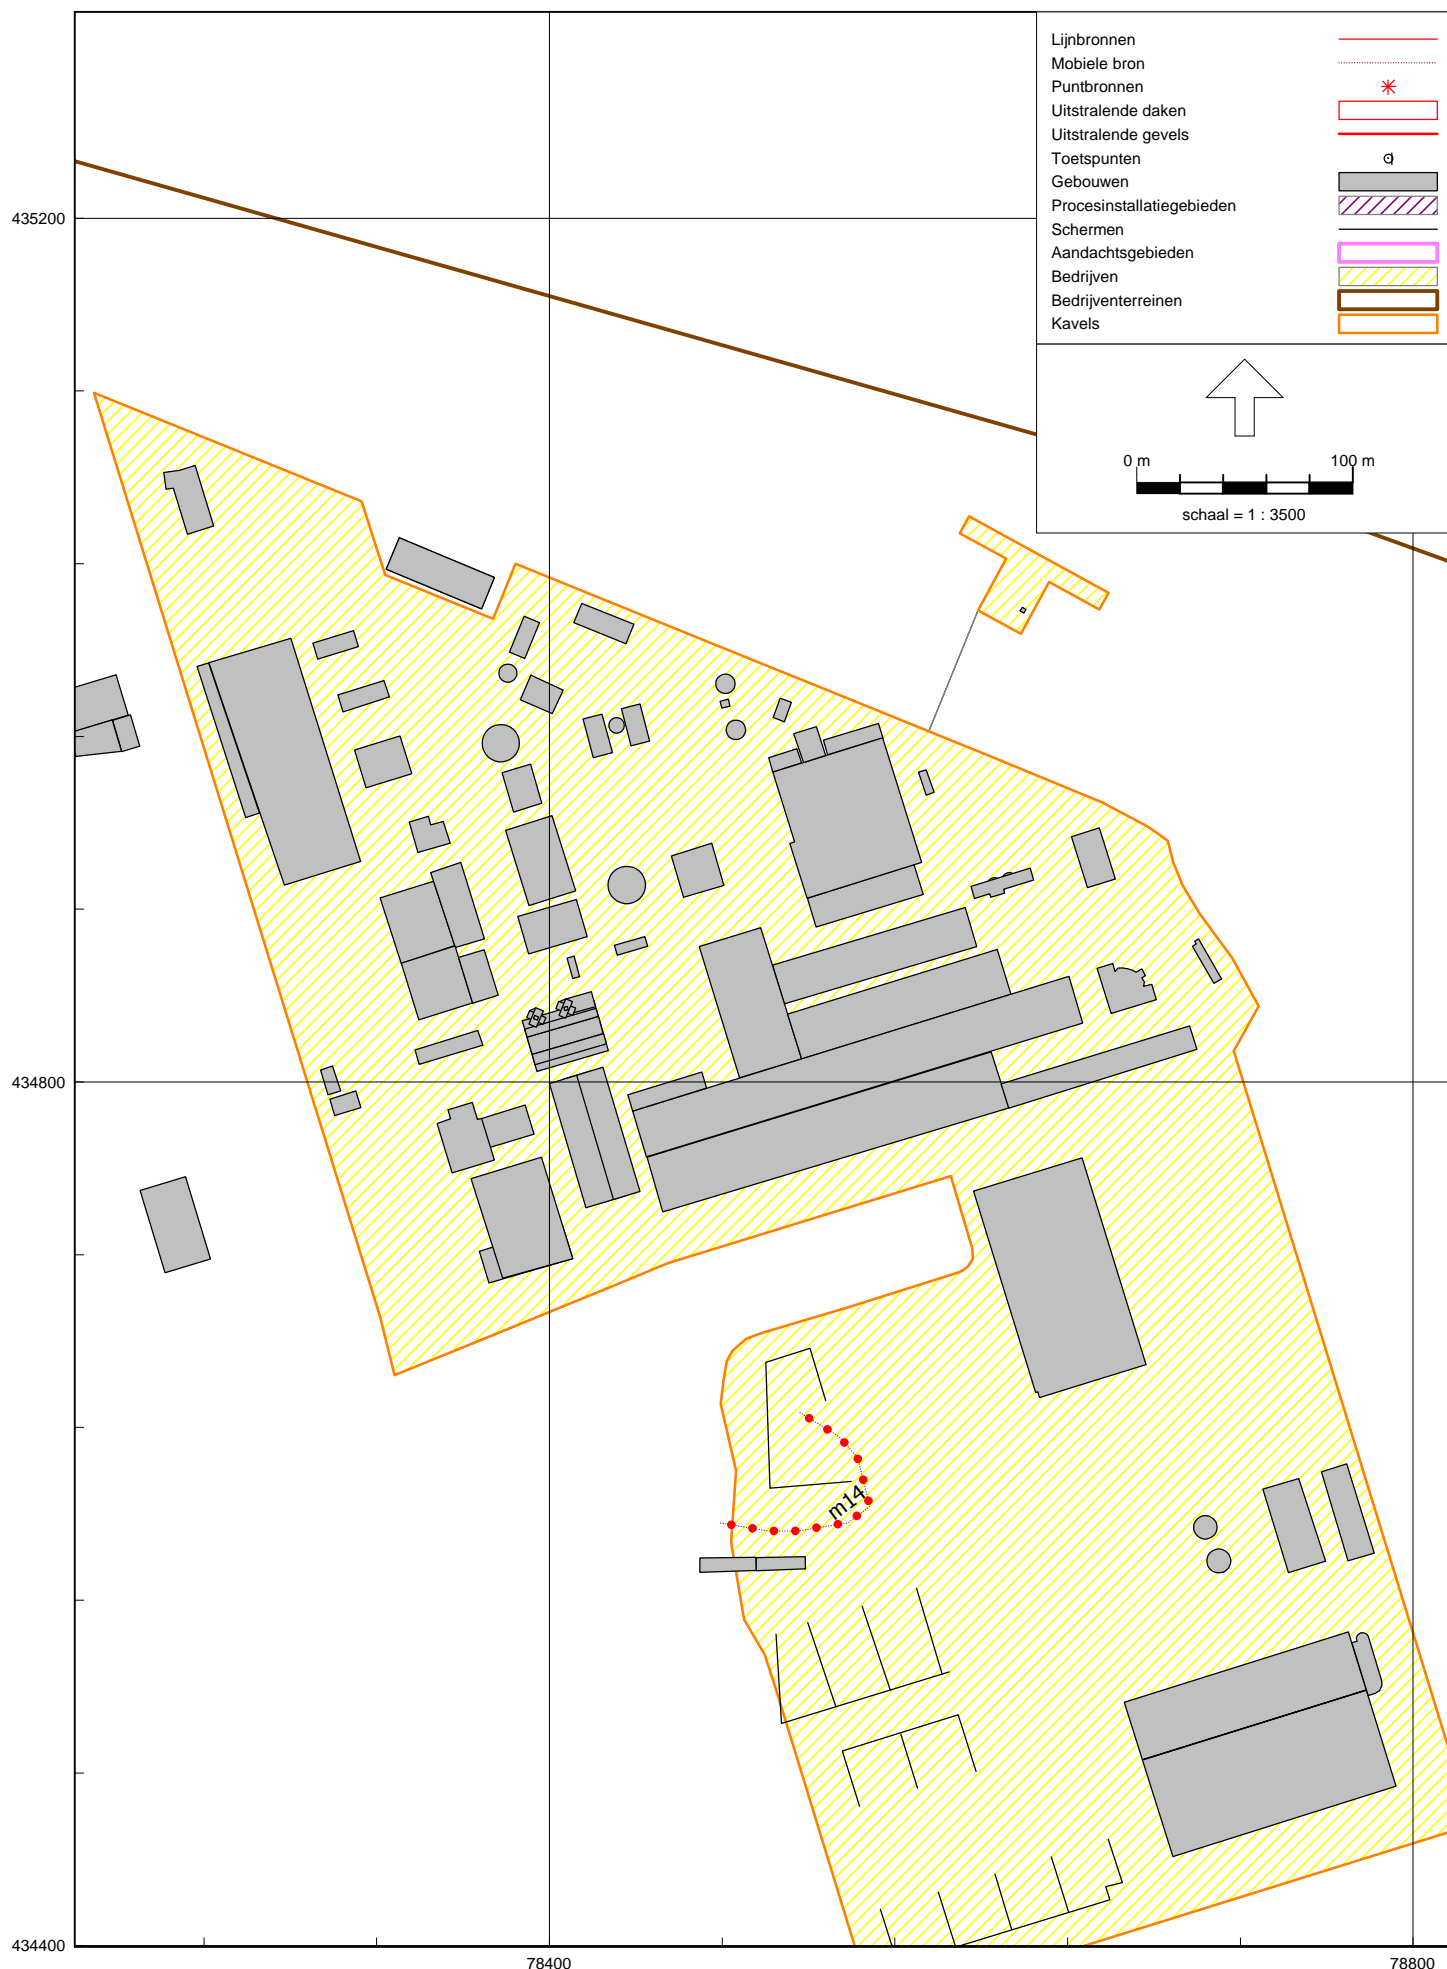 Lijnbronnen
Mobiele bron
Puntbronnen
Uitstralende daken
Uitstralende gevels
Toetspunten
Gebouwen
Procesinstallatiegebieden
Schermen
Aandachtsgebieden
Bedrijven
Bedrijventerreinen
Kavels
0 m 100 m
schaal = 1 : 3500
435200
434800
m14
434400
78400 78800